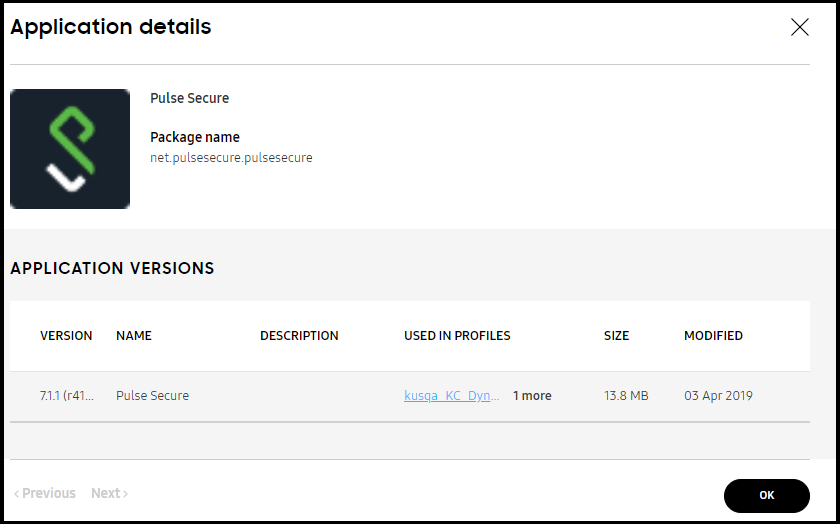 Application details
Pulse Secure
Package name
net.pulsesecure.pulsesecure
APPLICATION VERSIONS
VERSION NAME DESCRIPTION USED IN PROFILES SIZE MODIFIED
7.1.1 (r41... Pulse Secure kusqa_KC_Dyn... 1 more 13.8 MB 03 Apr 2019
‹ Previous Next ›
OK